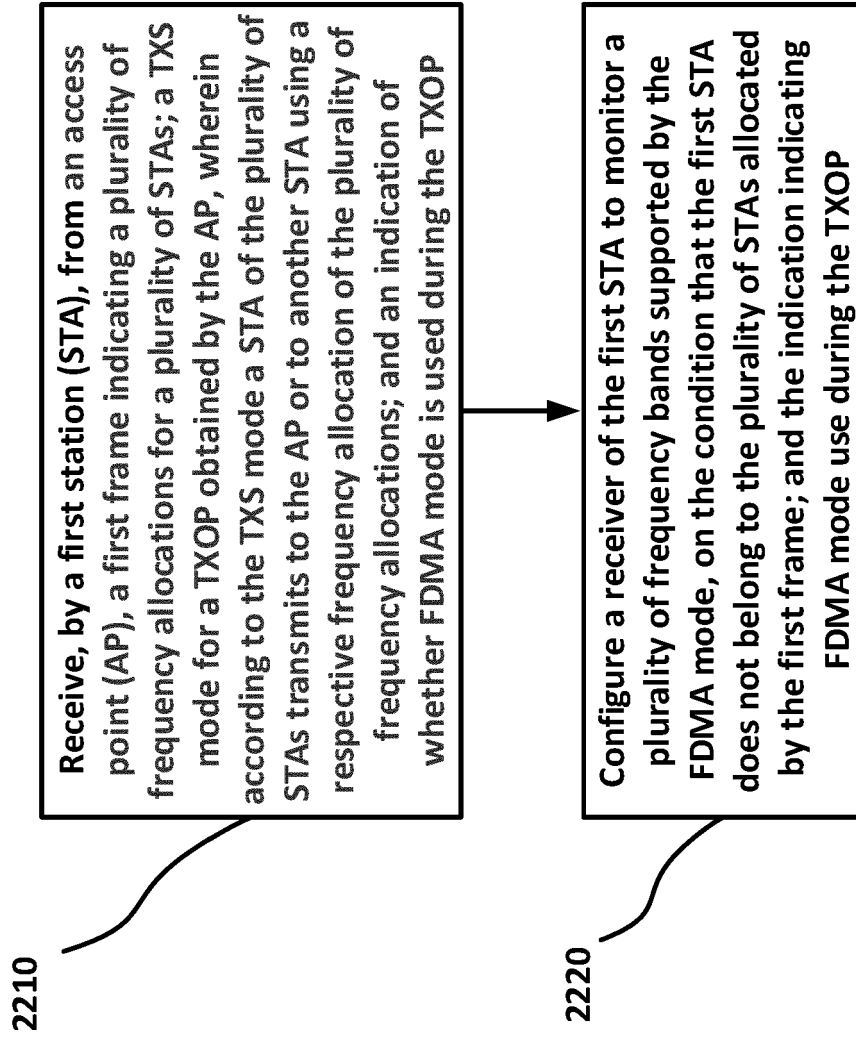 2210
Receive, by a first station (STA), from an access
point (AP), a first frame indicating a plurality of
frequency allocations for a plurality of STAs; a TXS
mode for a TXOP obtained by the AP, wherein
according to the TXS mode a STA of the plurality of
STAs transmits to the AP or to another STA using a
respective frequency allocation of the plurality of
frequency allocations; and an indication of
whether FDMA mode is used during the TXOP
2220
Configure a receiver of the first STA to monitor a
plurality of frequency bands supported by the
FDMA mode, on the condition that the first STA
does not belong to the plurality of STAs allocated
by the first frame; and the indication indicating
FDMA mode use during the TXOP